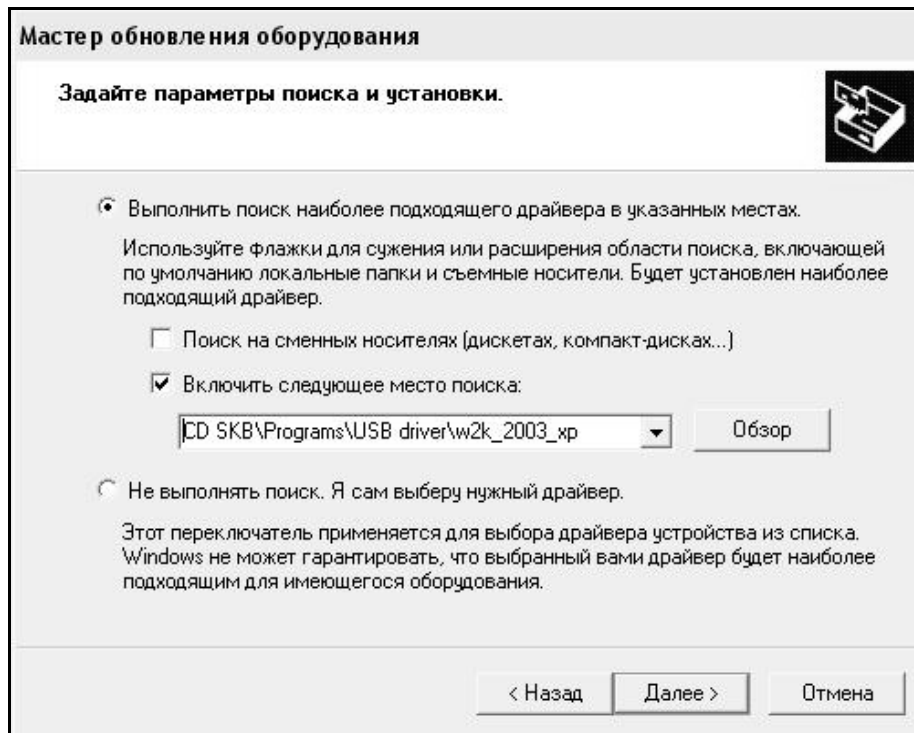 Мастер обновления оборудования
Задайте параметры поиска и установки.
Выполнить поиск наиболее подходящего драйвера в указанных местах.
Используйте флажки для сужения или расширения области поиска, включающей
по умолчанию локальные папки и съемные носители. Будет установлен наиболее
подходящий драйвер.
Поиск на сменных носителях (дискетах, компакт-дисках...)
Включить следующее место поиска:
CD SKB\Programs\USB driver\w2k_2003_xp
Обзор
Не выполнять поиск. Я сам выберу нужный драйвер.
Этот переключатель применяется для выбора драйвера устройства из списка.
Windows не может гарантировать, что выбранный вами драйвер будет наиболее
подходящим для имеющегося оборудования.
< Назад
Далее >
Отмена